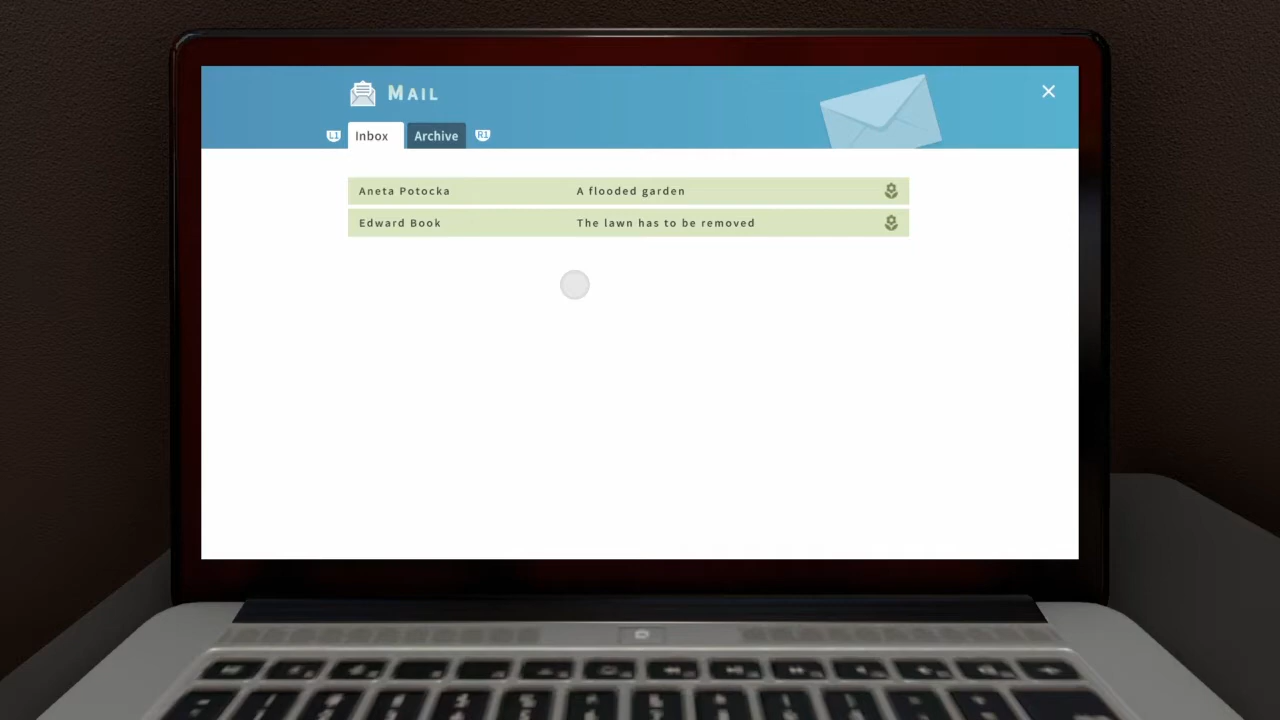 MAIL
L1 Inbox Archive R1
Aneta Potocka A flooded garden
Edward Book The lawn has to be removed